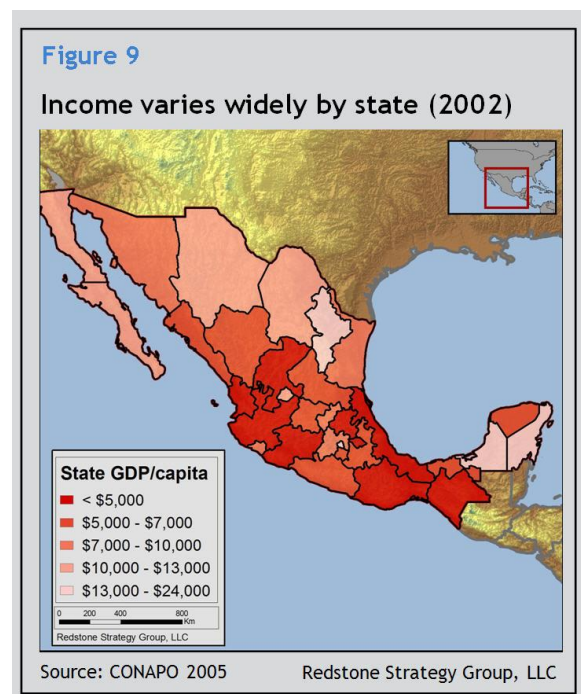 Figure 9
Income varies widely by state (2002)
State GDP/capita
< $5,000
$5,000 - $7,000
$7,000 - $10,000
$10,000 - $13,000
$13,000 - $24,000
0 200 400 800
Km
Redstone Strategy Group, LLC
Source: CONAPO 2005 Redstone Strategy Group, LLC